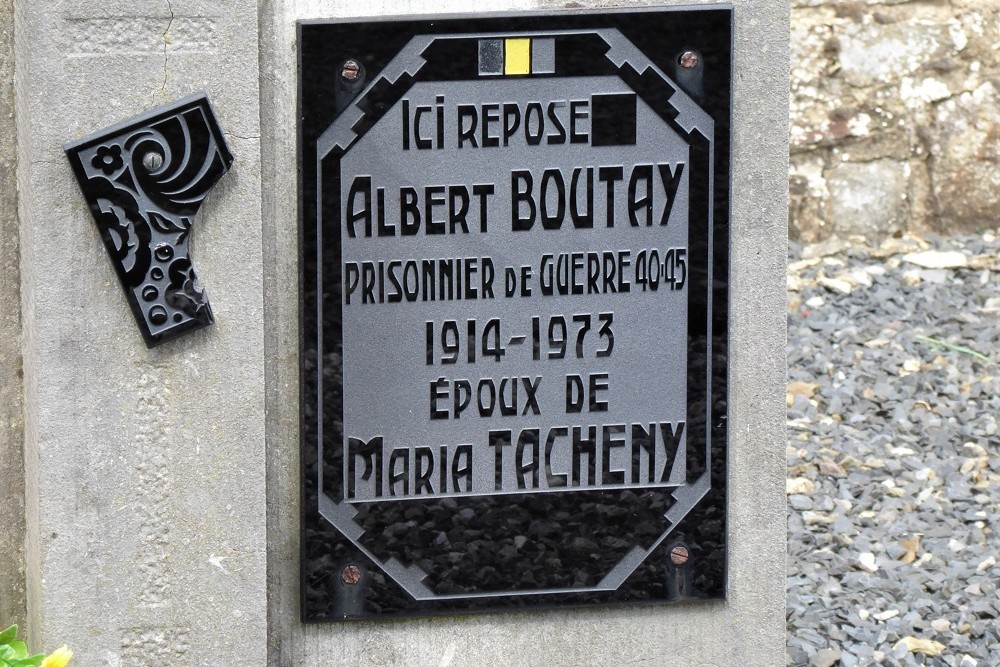 ICI REPOSE
ALBERT BOUTAY
PRISONNIER DE GUERRE 40-45
1914-1973
ÉPOUX DE
MARIA TACHENY